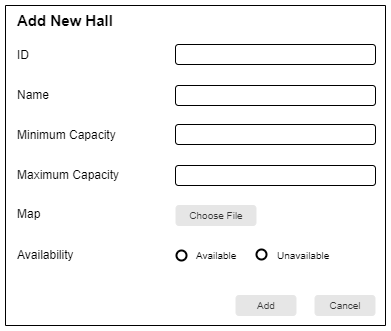 Add New Hall
ID
Name
Minimum Capacity
Maximum Capacity
Map Choose File
Availability Available Unavailable
Add Cancel